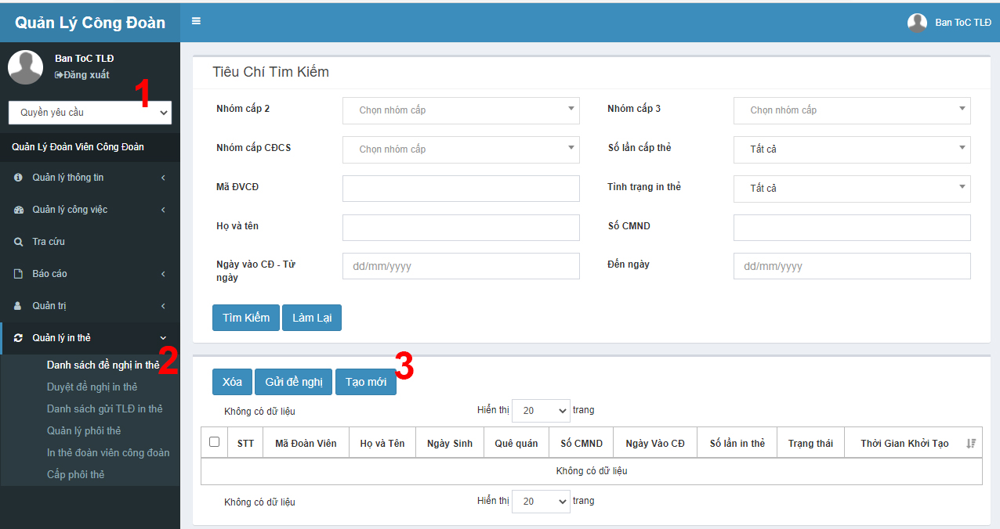 Quản Lý Công Đoàn
Ban ToC TLĐ
Ban ToC TLĐ
Đăng xuất
1
Quyền yêu cầu
Quản Lý Đoàn Viên Công Đoàn
Quản lý thông tin
Quản lý công việc
Tra cứu
Báo cáo
Quản trị
Quản lý in thẻ
2
Danh sách đề nghị in thẻ
Duyệt đề nghị in thẻ
Danh sách gửi TLĐ in thẻ
Quản lý phôi thẻ
In thẻ đoàn viên công đoàn
Cấp phôi thẻ
Tiêu Chí Tìm Kiếm
Nhóm cấp 2 Chọn nhóm cấp Nhóm cấp 3 Chọn nhóm cấp
Nhóm cấp CĐCS Chọn nhóm cấp Số lần cấp thẻ Tất cả
Mã ĐVCĐ Tình trạng in thẻ Tất cả
Họ và tên Số CMND
Ngày vào CĐ - Từ
ngày dd/mm/yyyy Đến ngày dd/mm/yyyy
Tìm Kiếm Làm Lại
3
Xóa Gửi đề nghị Tạo mới
Không có dữ liệu Hiển thị 20 trang
STT Mã Đoàn Viên Họ và Tên Ngày Sinh Quê quán Số CMND Ngày Vào CĐ Số lần in thẻ Trạng thái Thời Gian Khởi Tạo
Không có dữ liệu
Không có dữ liệu Hiển thị 20 trang